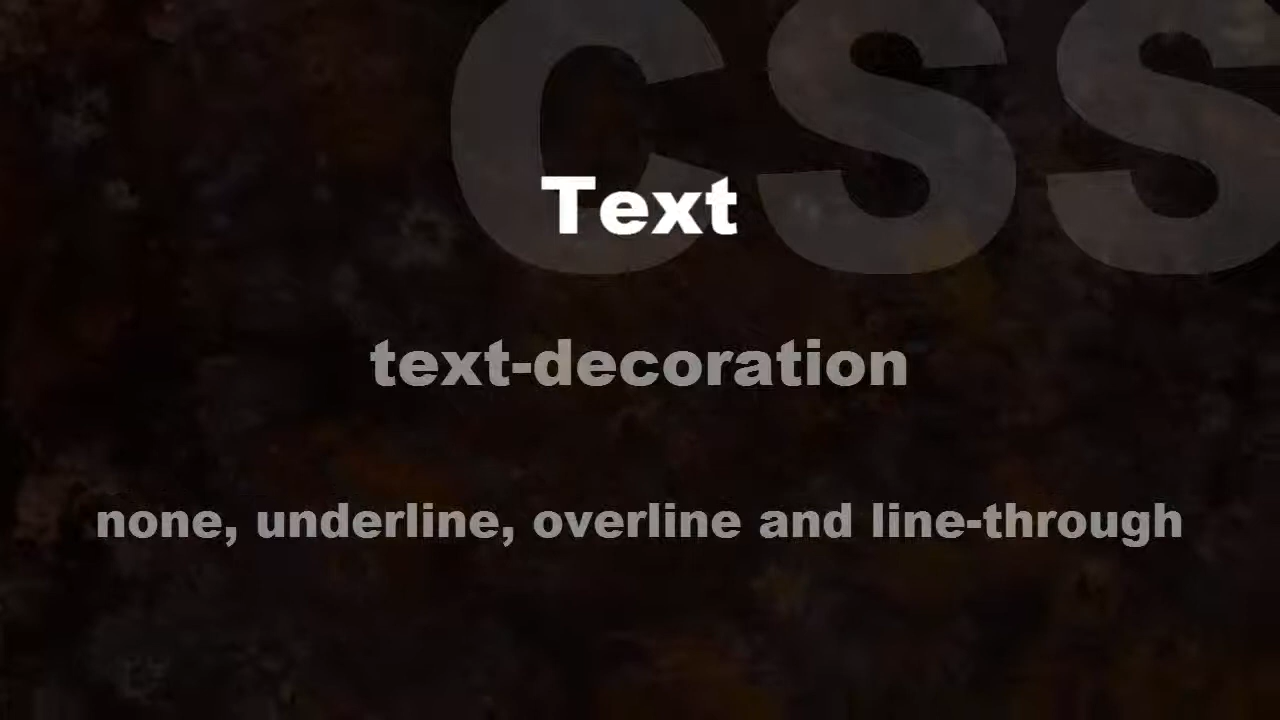 CSS
Text
text-decoration
none, underline, overline and line-through